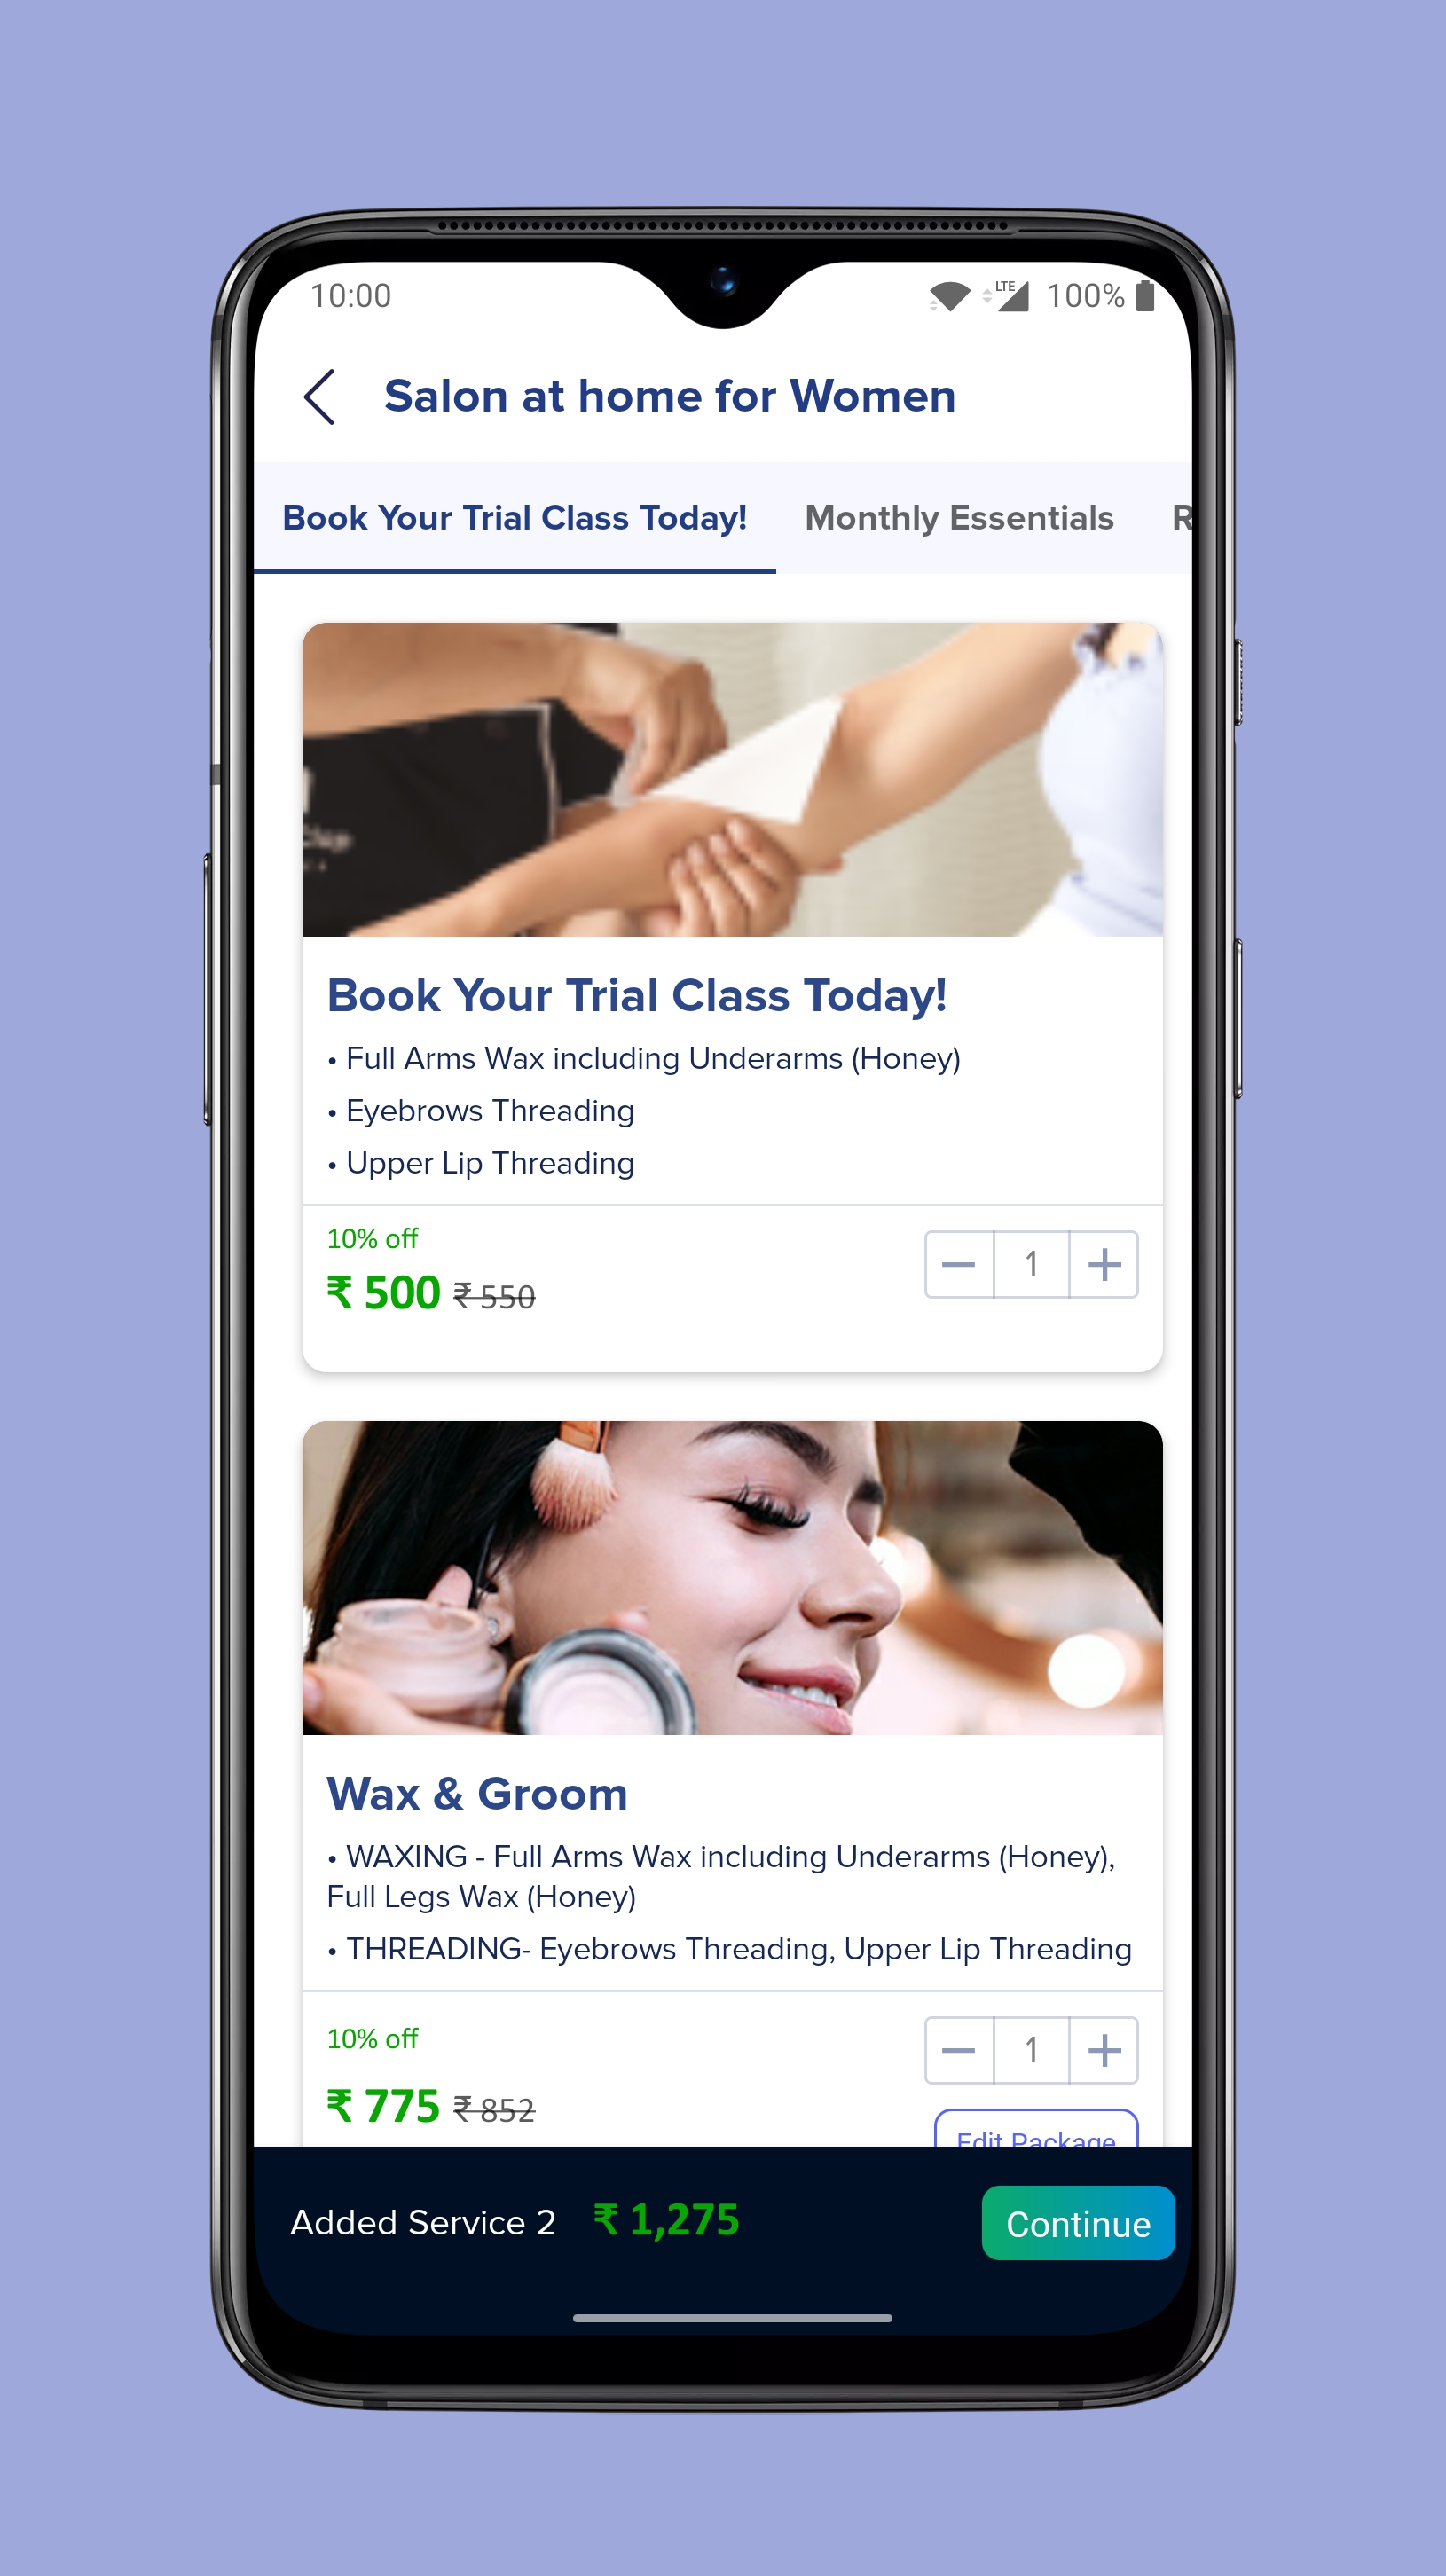 10:00
LTE 100%
Salon at home for Women
Book Your Trial Class Today! Monthly Essentials R
Book Your Trial Class Today!
• Full Arms Wax including Underarms (Honey)
• Eyebrows Threading
• Upper Lip Threading
10% off
₹ 500 ₹ 550
1
Wax & Groom
• WAXING - Full Arms Wax including Underarms (Honey),
Full Legs Wax (Honey)
• THREADING- Eyebrows Threading, Upper Lip Threading
10% off
1
₹ 775 ₹ 852
Edit Package
Added Service 2 ₹ 1,275
Continue